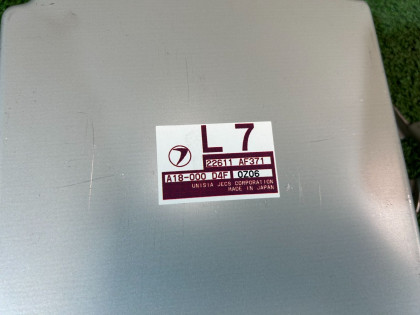 L 7
22611 AF371
A18-000 D4F 0Z06
UNISIA JECS CORPORATION
MADE IN JAPAN